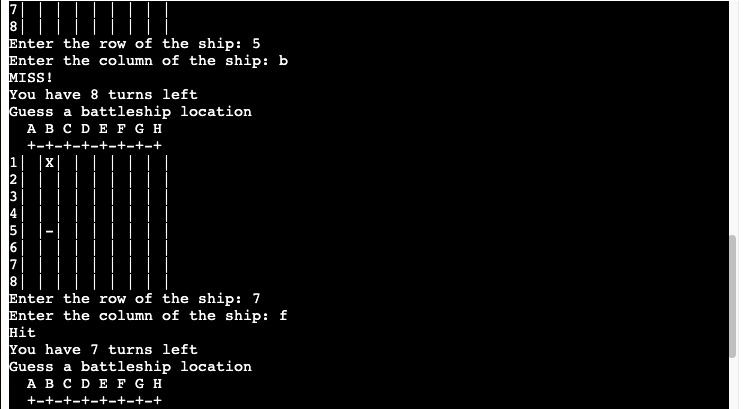 7| | | | | | | | |
8| | | | | | | | |
Enter the row of the ship: 5
Enter the column of the ship: b
MISS!
You have 8 turns left
Guess a battleship location
  A B C D E F G H
  +-+-+-+-+-+-+-+
1| |X| | | | | | |
2| | | | | | | | |
3| | | | | | | | |
4| | | | | | | | |
5| |-| | | | | | |
6| | | | | | | | |
7| | | | | | | | |
8| | | | | | | | |
Enter the row of the ship: 7
Enter the column of the ship: f
Hit
You have 7 turns left
Guess a battleship location
  A B C D E F G H
  +-+-+-+-+-+-+-+